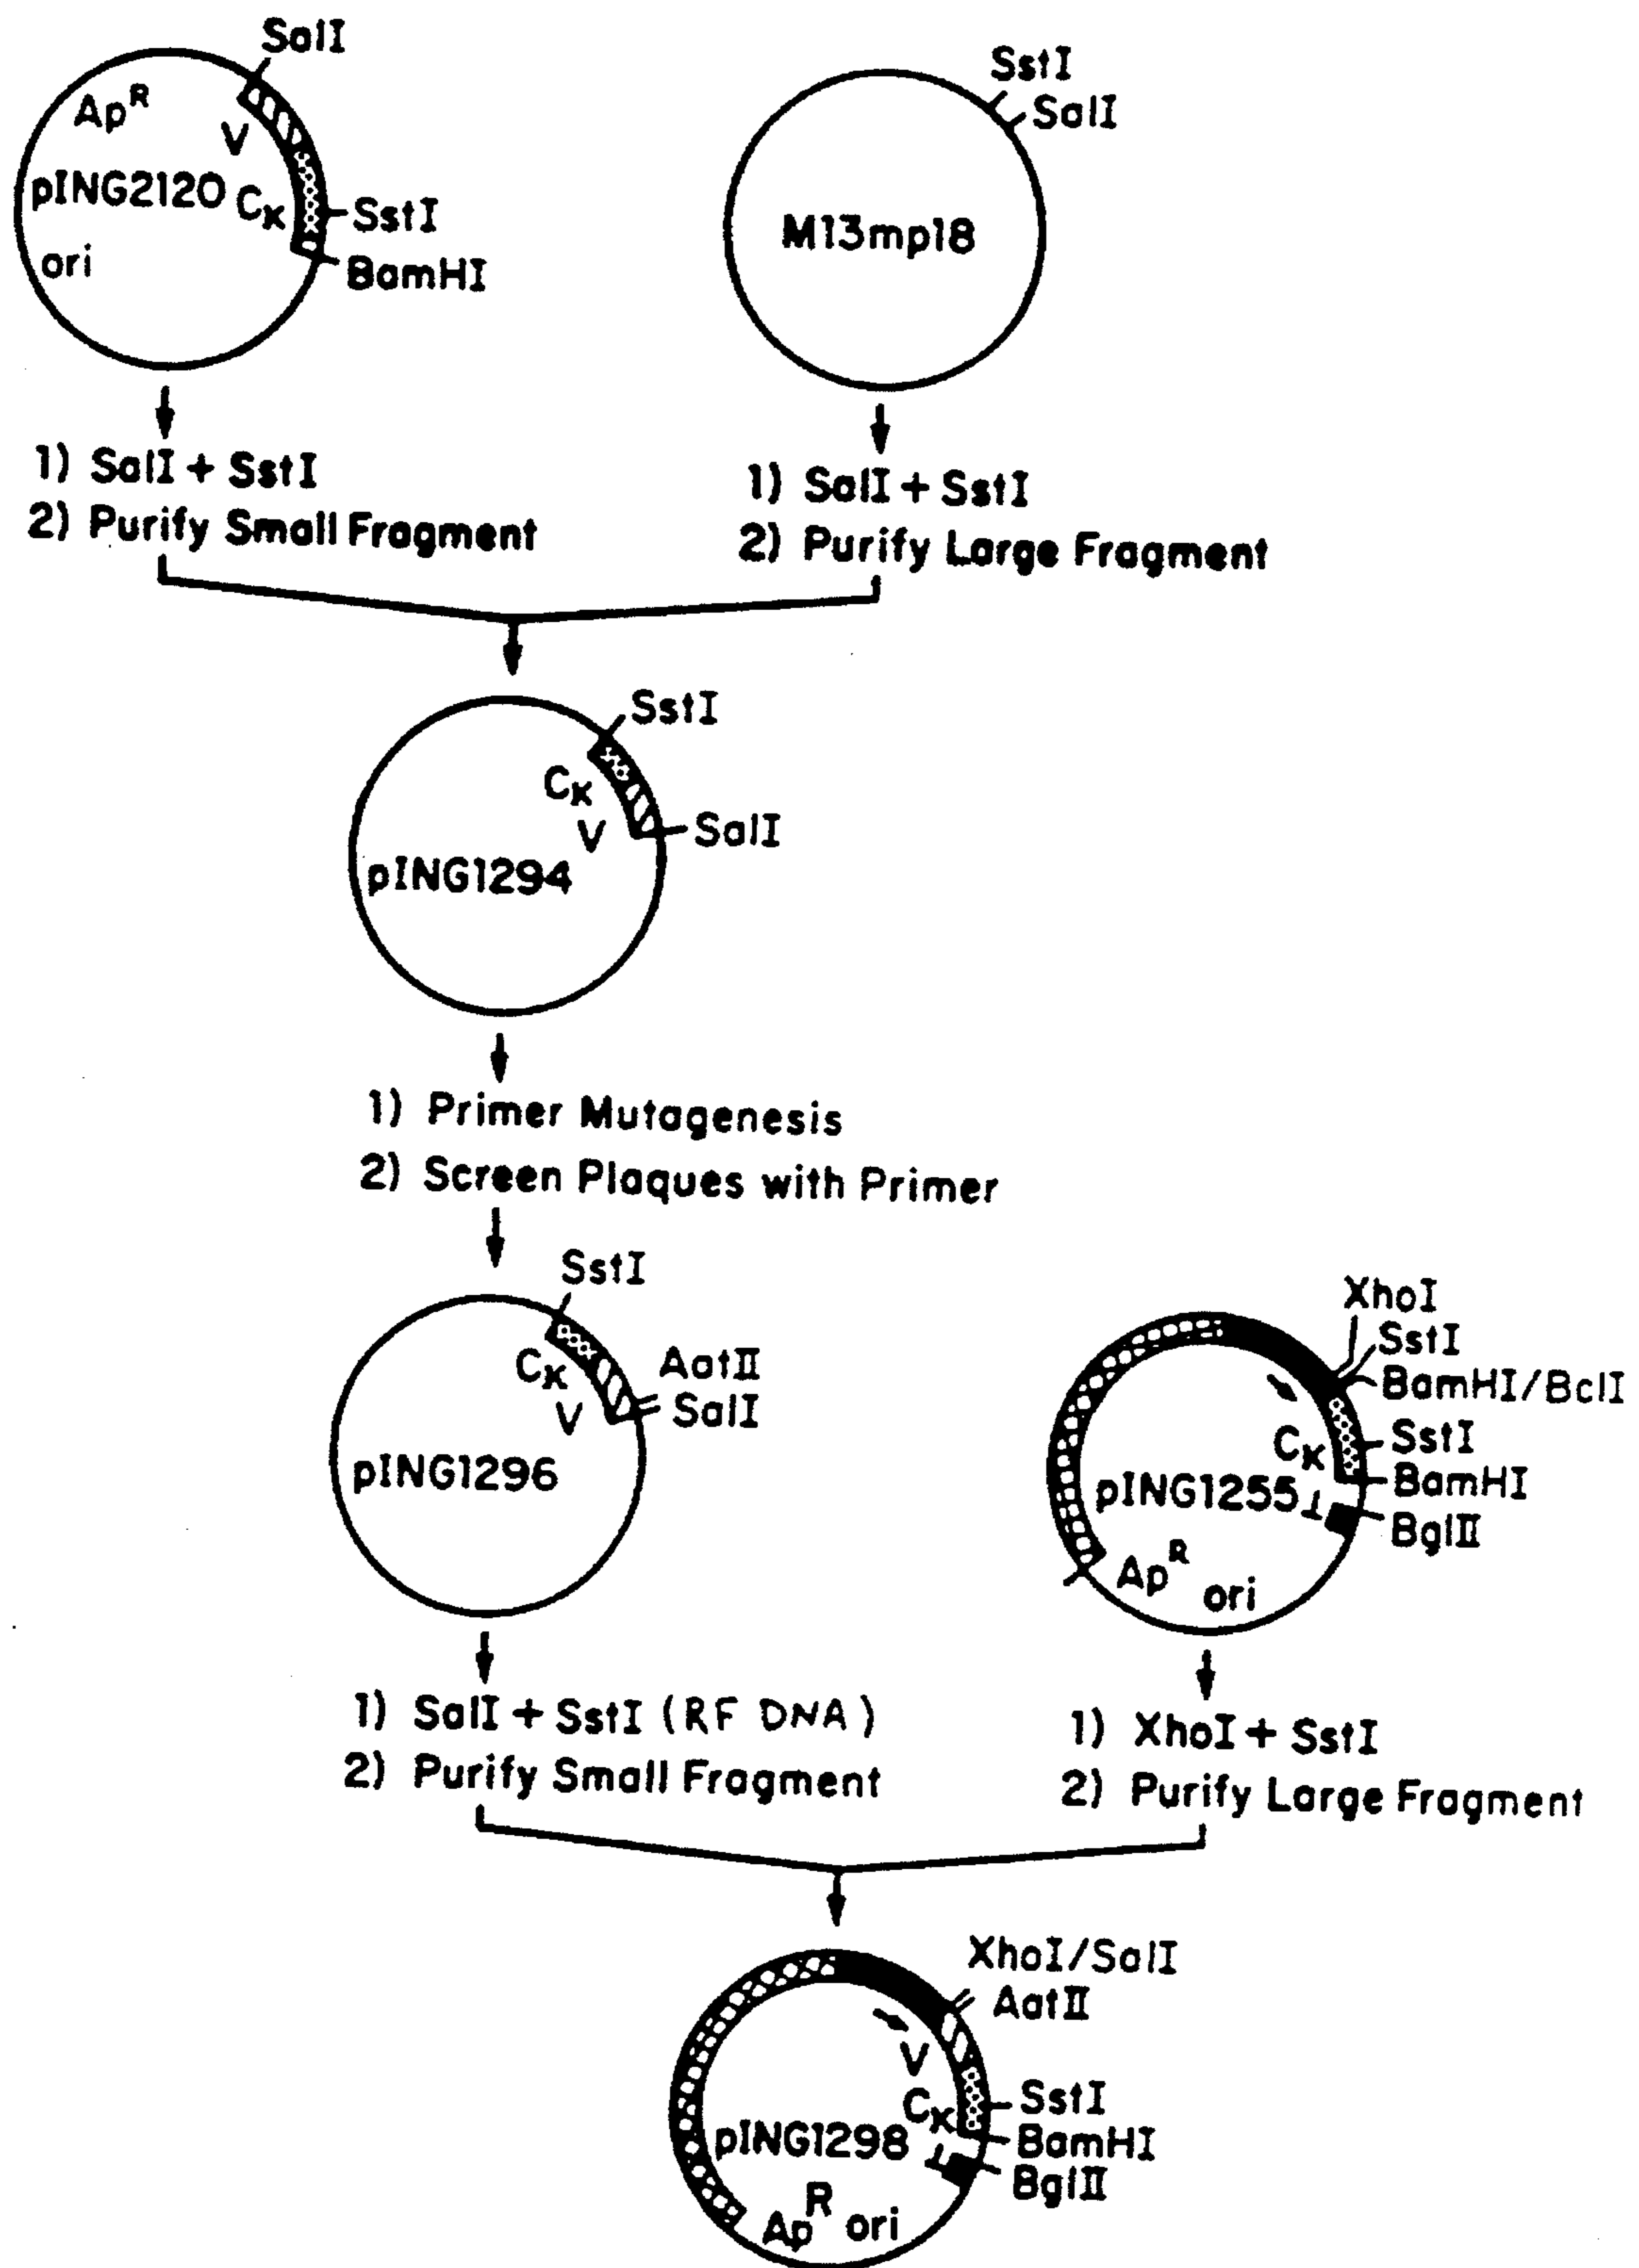 SalI
Ap^R
V
pING2120
Cκ
SstI
ori
BamHI
SstI
SalI
M13mp18
1) SalI + SstI
2) Purify Small Fragment
1) SalI + SstI
2) Purify Large Fragment
SstI
Cκ
V
SalI
pING1294
1) Primer Mutagenesis
2) Screen Plaques with Primer
SstI
Cκ
AatII
V
SalI
pING1296
XhoI
SstI
BamHI/BclI
Cκ
SstI
pING1255
BamHI
BglII
Ap^R
ori
1) SalI + SstI (RF DNA)
2) Purify Small Fragment
1) XhoI + SstI
2) Purify Large Fragment
XhoI/SalI
AatII
V
Cκ
SstI
pING1298
BamHI
BglII
Ap^R ori